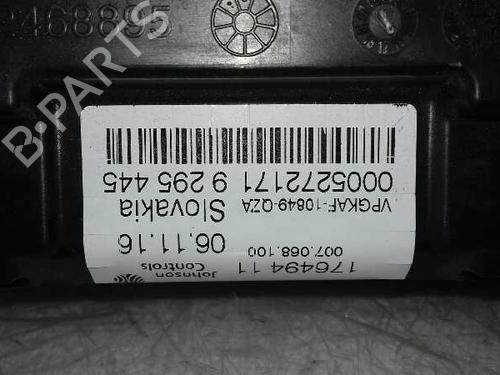 2468895
B-PARTS
Johnson
Controls
176494 11
06.11.16
007.068.100
Slovakia
VPGKAF-10849-QZA
9 295 445
0005272171